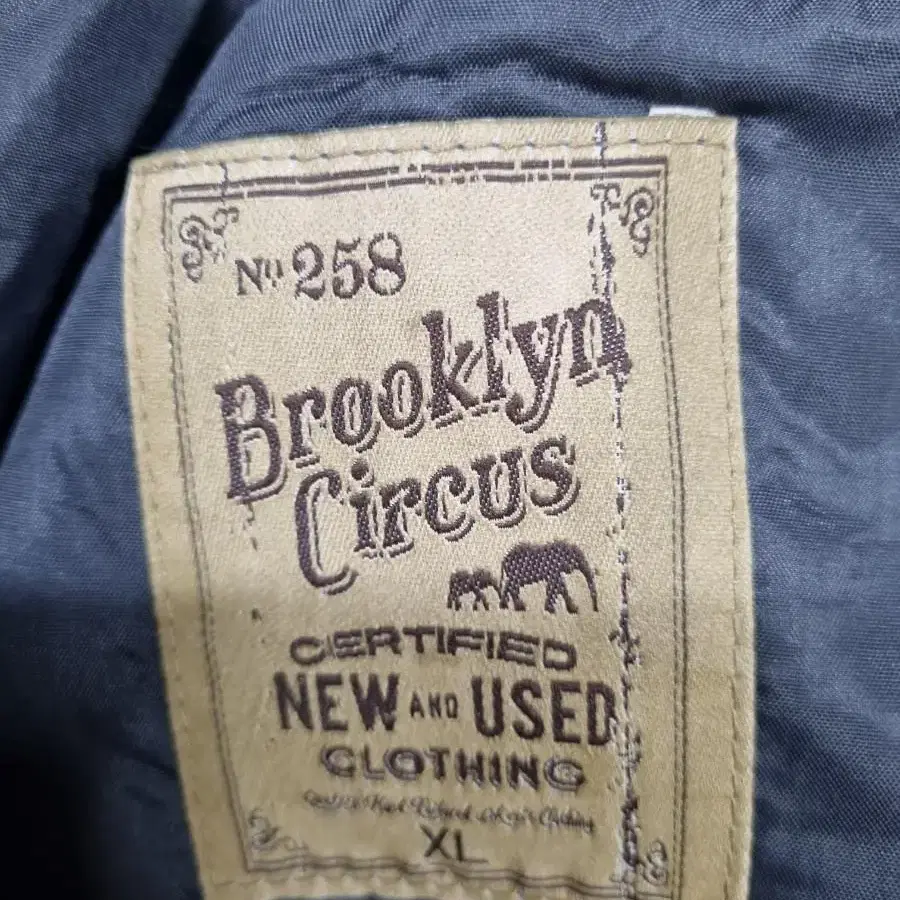 No 258
Brooklyn
Circus
CERTIFIED
NEW AND USED
CLOTHING
XL